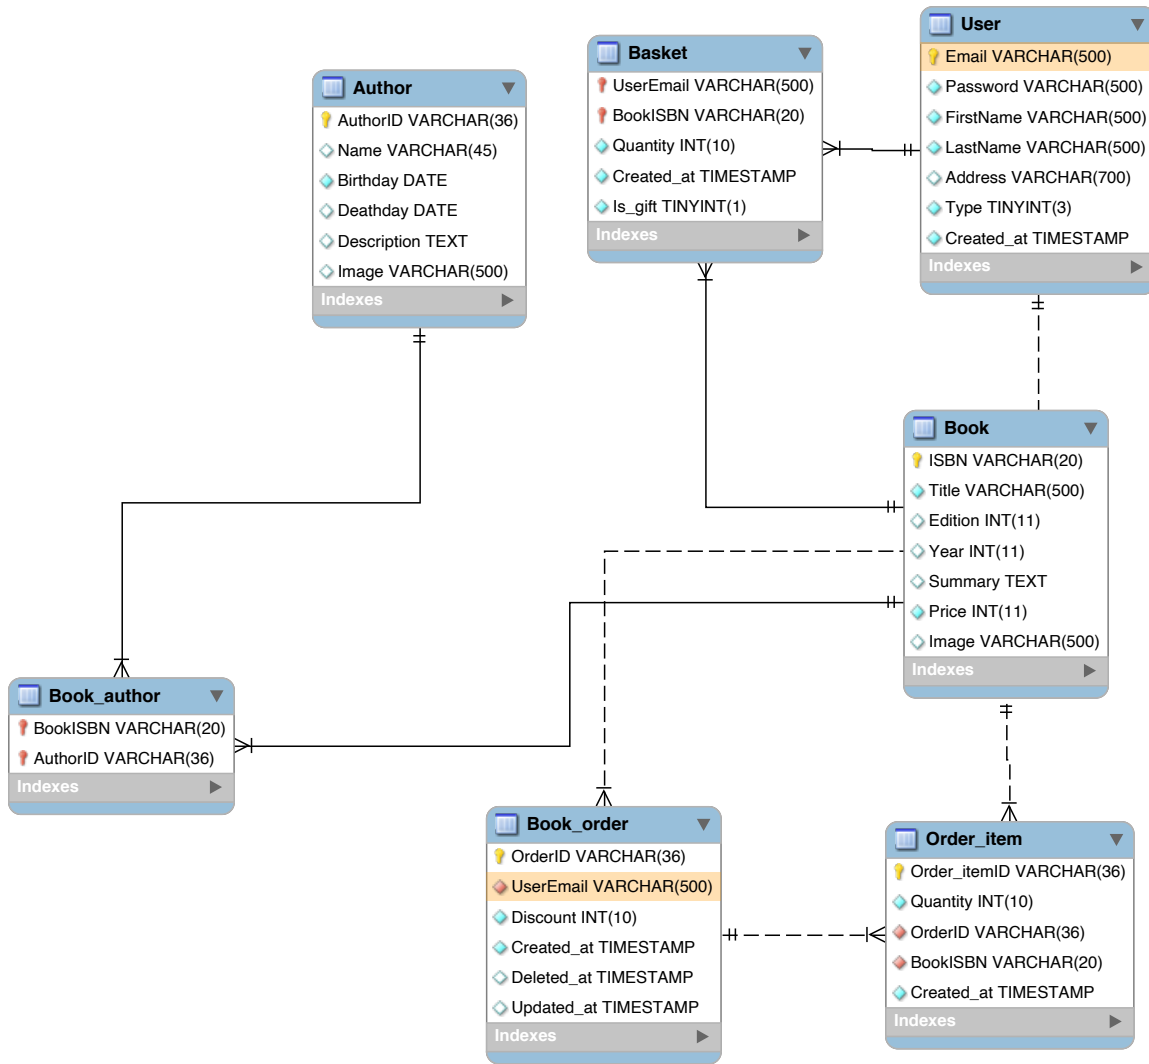 Author
AuthorID VARCHAR(36)
Name VARCHAR(45)
Birthday DATE
Deathday DATE
Description TEXT
Image VARCHAR(500)
Indexes
Basket
UserEmail VARCHAR(500)
BookISBN VARCHAR(20)
Quantity INT(10)
Created_at TIMESTAMP
Is_gift TINYINT(1)
Indexes
User
Email VARCHAR(500)
Password VARCHAR(500)
FirstName VARCHAR(500)
LastName VARCHAR(500)
Address VARCHAR(700)
Type TINYINT(3)
Created_at TIMESTAMP
Indexes
Book
ISBN VARCHAR(20)
Title VARCHAR(500)
Edition INT(11)
Year INT(11)
Summary TEXT
Price INT(11)
Image VARCHAR(500)
Indexes
Book_author
BookISBN VARCHAR(20)
AuthorID VARCHAR(36)
Indexes
Book_order
OrderID VARCHAR(36)
UserEmail VARCHAR(500)
Discount INT(10)
Created_at TIMESTAMP
Deleted_at TIMESTAMP
Updated_at TIMESTAMP
Indexes
Order_item
Order_itemID VARCHAR(36)
Quantity INT(10)
OrderID VARCHAR(36)
BookISBN VARCHAR(20)
Created_at TIMESTAMP
Indexes